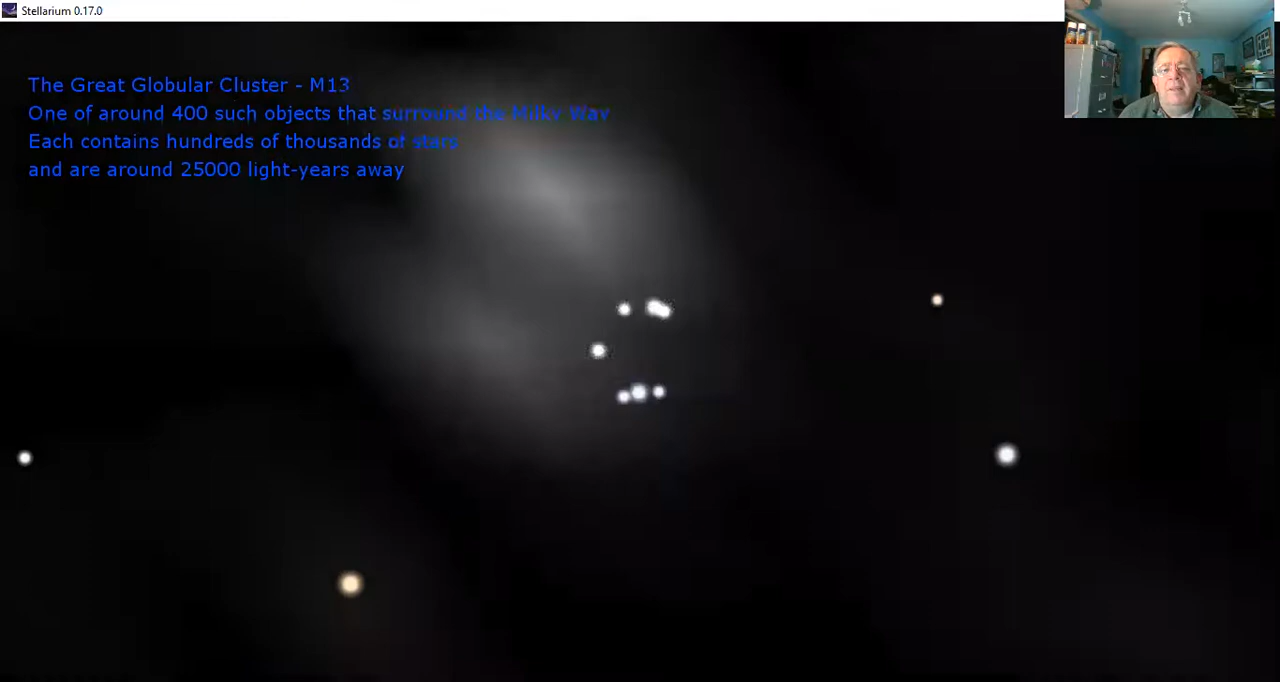 Stellarium 0.17.0
The Great Globular Cluster - M13
One of around 400 such objects that surround the Milky Way
Each contains hundreds of thousands of stars
and are around 25000 light-years away